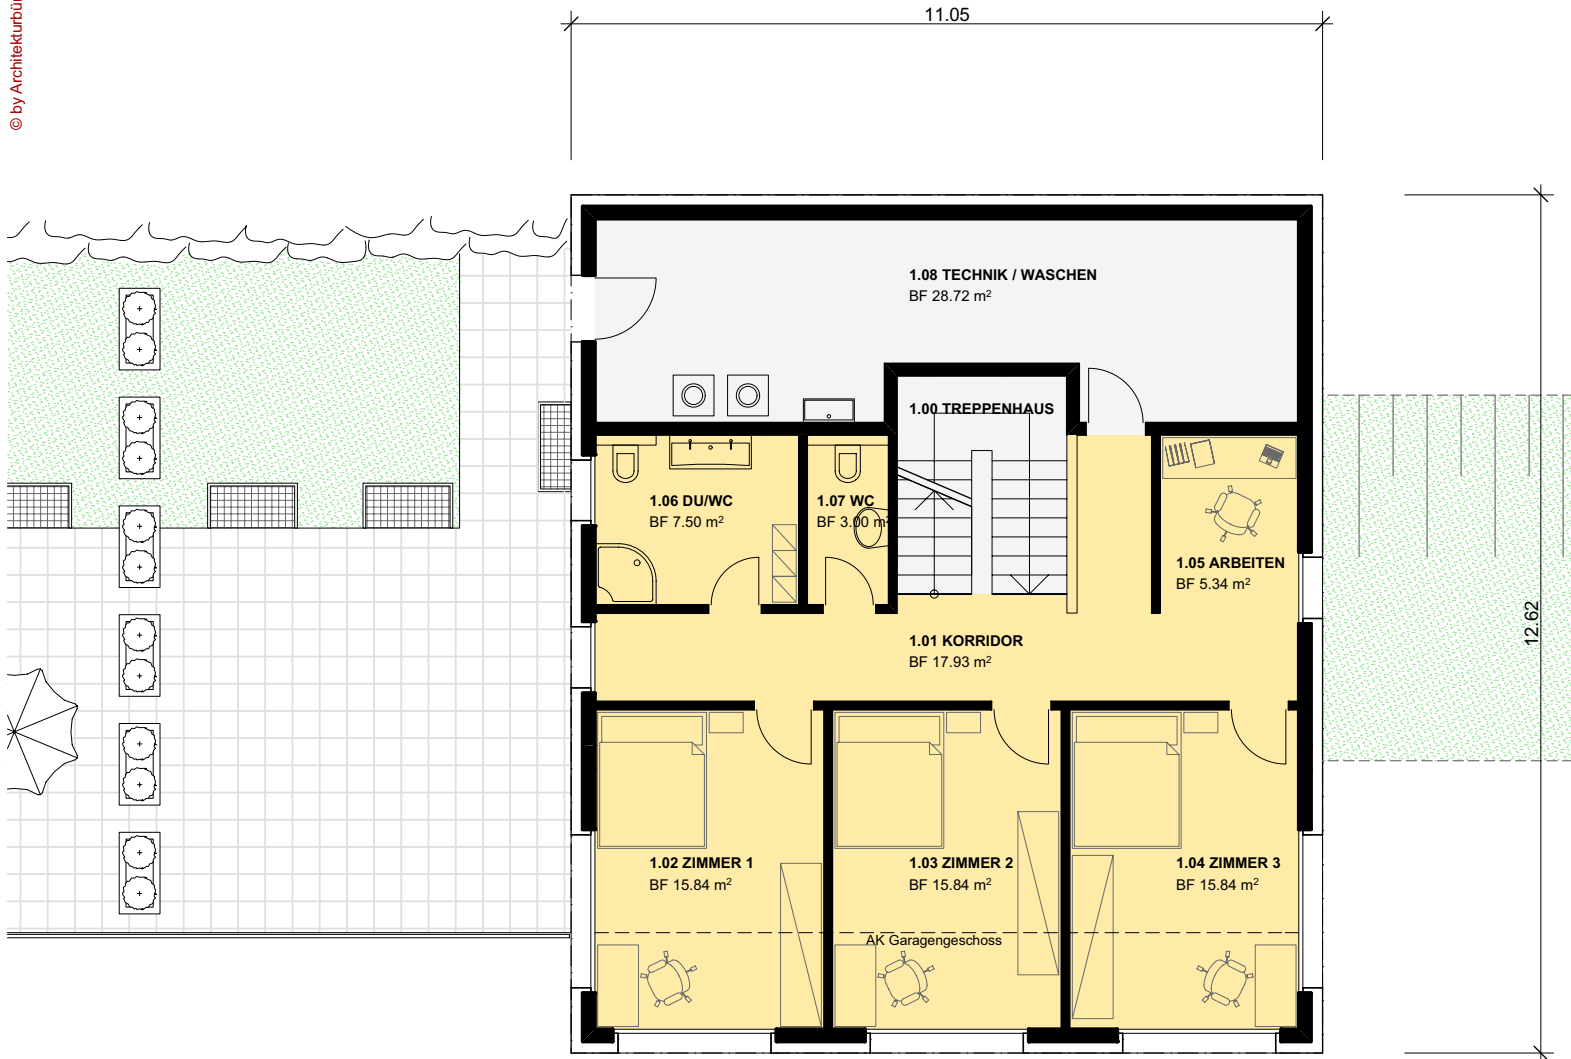 © by Architekturbür
11.05
1.08 TECHNIK / WASCHEN
BF 28.72 m²
1.00 TREPPENHAUS
1.06 DU/WC
BF 7.50 m²
1.07 WC
BF 3.00 m²
1.05 ARBEITEN
BF 5.34 m²
1.01 KORRIDOR
BF 17.93 m²
12.62
1.02 ZIMMER 1
BF 15.84 m²
1.03 ZIMMER 2
BF 15.84 m²
1.04 ZIMMER 3
BF 15.84 m²
AK Garagengeschoss